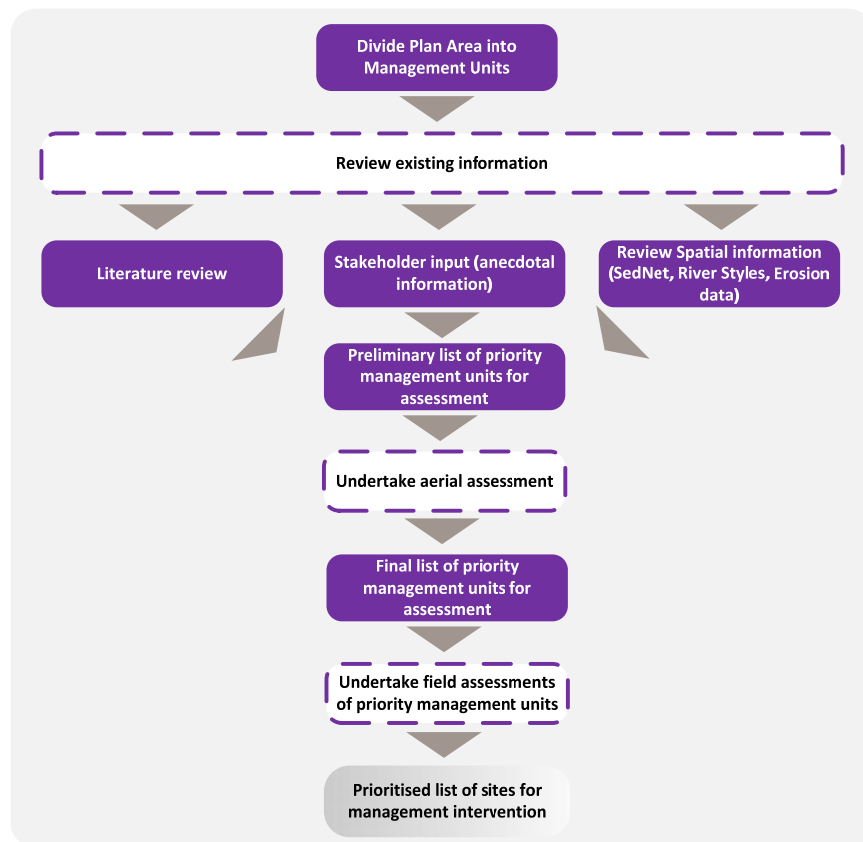 Divide Plan Area into
Management Units
Review existing information
Literature review
Stakeholder input (anecdotal
information)
Review Spatial information
(SedNet, River Styles, Erosion
data)
Preliminary list of priority
management units for
assessment
Undertake aerial assessment
Final list of priority
management units for
assessment
Undertake field assessments
of priority management units
Prioritised list of sites for
management intervention